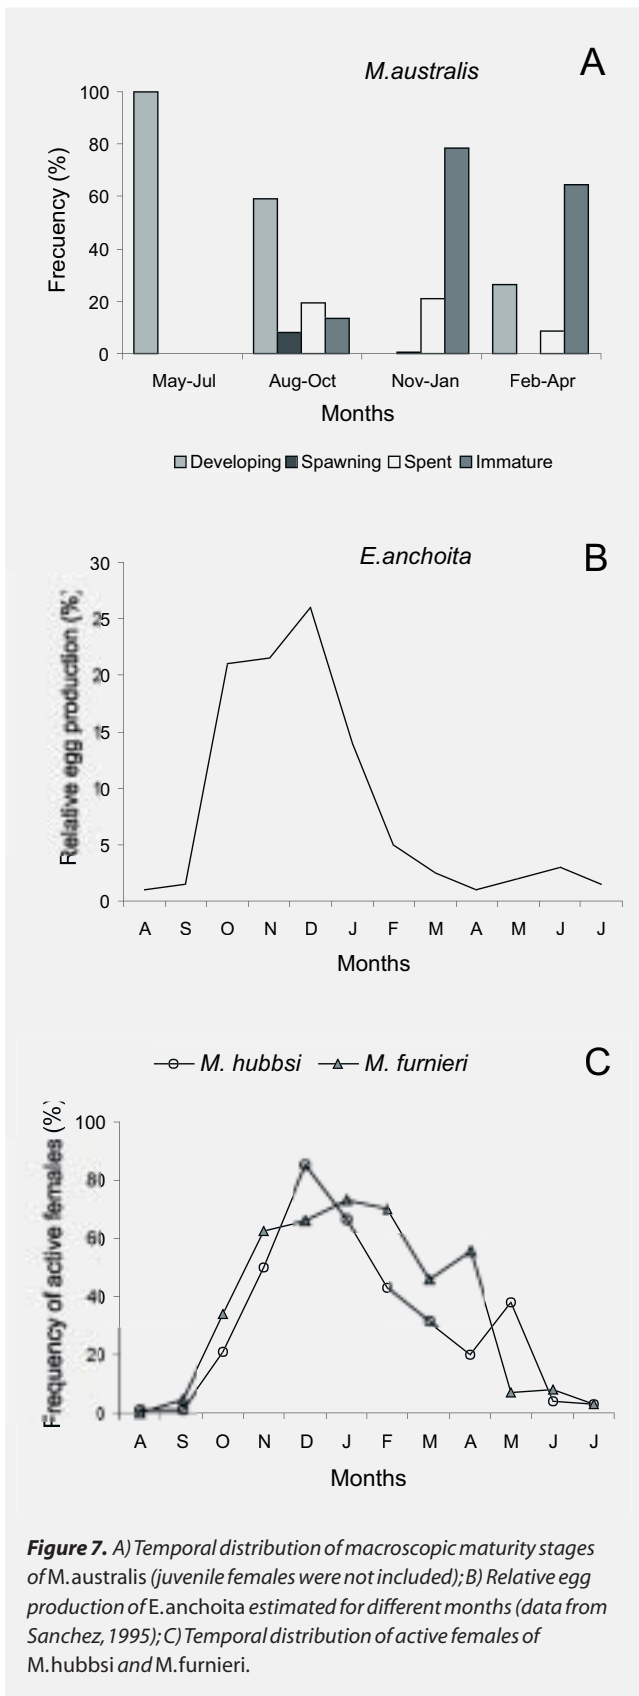 A
M.australis
Frecuency (%)
100
80
60
40
20
0
May-Jul Aug-Oct Nov-Jan Feb-Apr
Months
Developing Spawning Spent Immature
B
E.anchoita
Relative egg production (%)
30
25
20
15
10
5
0
A S O N D J F M A M J J
Months
C
M. hubbsi M. furnieri
Frequency of active females (%)
100
80
60
40
20
0
A S O N D J F M A M J J
Months
Figure 7. A) Temporal distribution of macroscopic maturity stages
of M.australis (juvenile females were not included); B) Relative egg
production of E.anchoita estimated for different months (data from
Sanchez, 1995); C) Temporal distribution of active females of
M.hubbsi and M.furnieri.